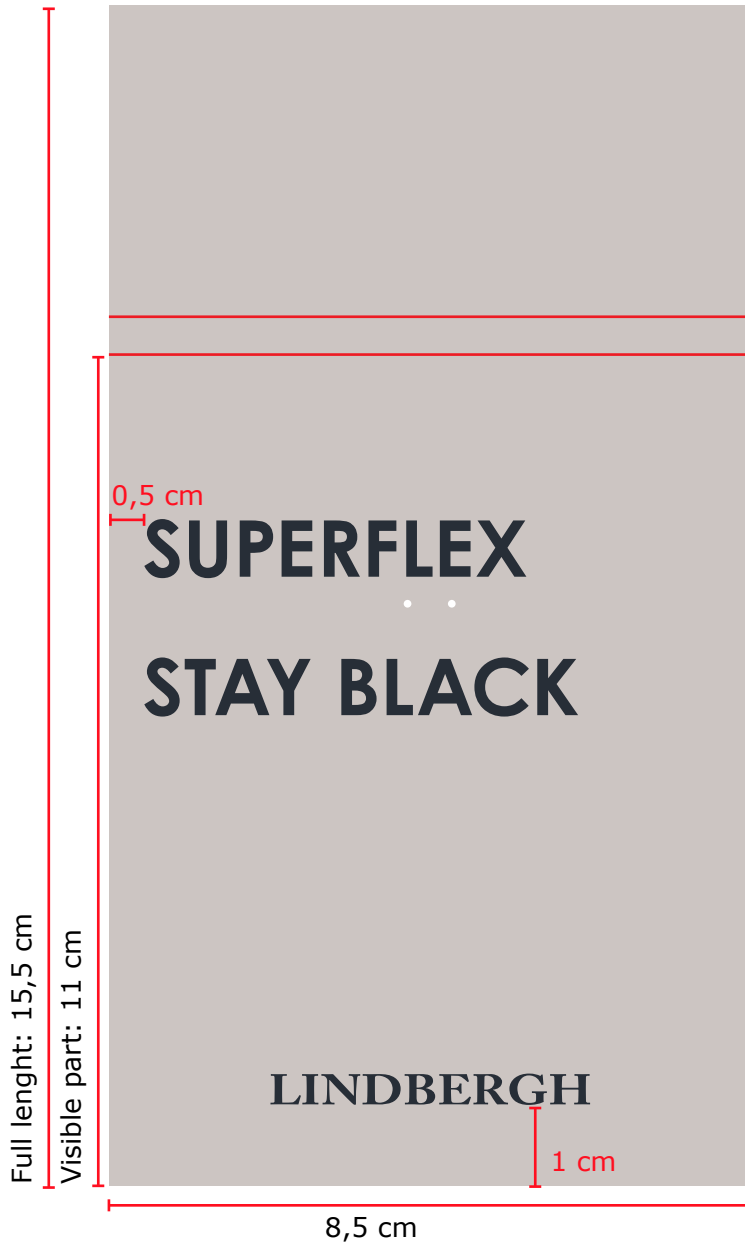 0,5 cm
SUPERFLEX
STAY BLACK
Full lenght: 15,5 cm
Visible part: 11 cm
LINDBERGH
1 cm
8,5 cm